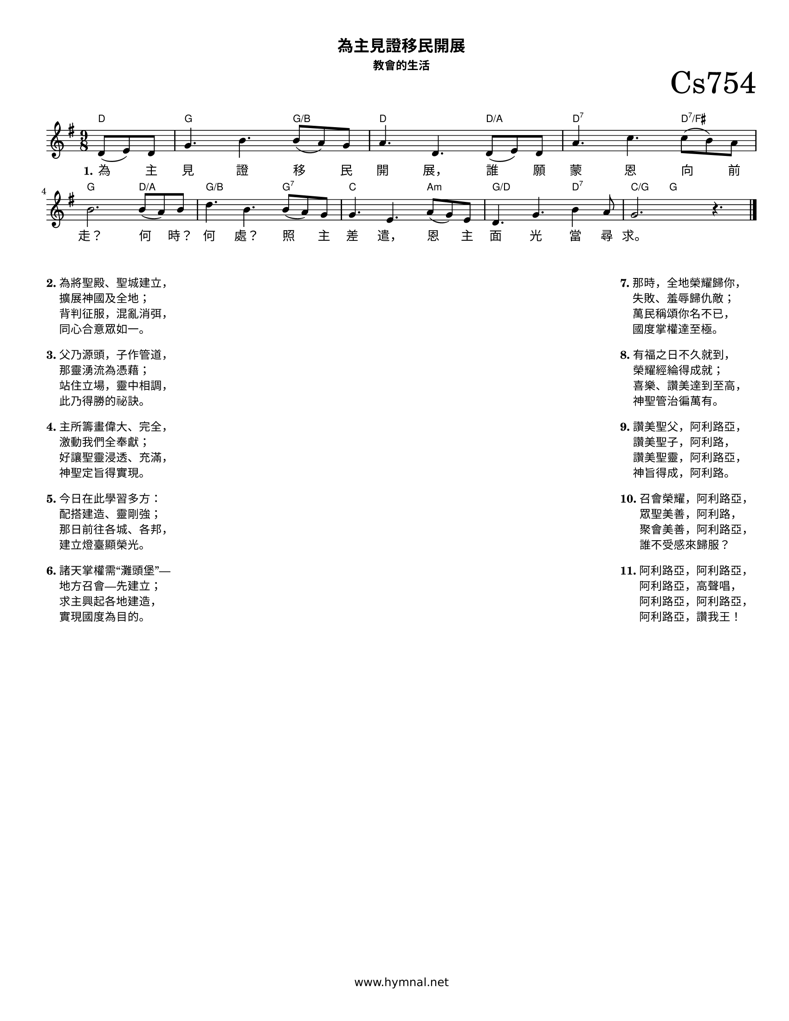 為主見證移民開展
教會的生活
Cs754
D G G/B D D/A D7 D7/F♯
1. 為 主 見 證 移 民 開 展， 誰 願 蒙 恩 向 前
4 G D/A G/B G7 C Am G/D D7 C/G G
走？ 何 時？ 何 處？ 照 主 差 遣， 恩 主 面 光 當 尋 求。
2. 為將聖殿、聖城建立，
擴展神國及全地；
背判征服，混亂消弭，
同心合意眾如一。
3. 父乃源頭，子作管道，
那靈湧流為憑藉；
站住立場，靈中相調，
此乃得勝的祕訣。
4. 主所籌畫偉大、完全，
激動我們全奉獻；
好讓聖靈浸透、充滿，
神聖定旨得實現。
5. 今日在此學習多方：
配搭建造、靈剛強；
那日前往各城、各邦，
建立燈臺顯榮光。
6. 諸天掌權需“灘頭堡”—
地方召會—先建立；
求主興起各地建造，
實現國度為目的。
7. 那時，全地榮耀歸你，
失敗、羞辱歸仇敵；
萬民稱頌你名不已，
國度掌權達至極。
8. 有福之日不久就到，
榮耀經綸得成就；
喜樂、讚美達到至高，
神聖管治徧萬有。
9. 讚美聖父，阿利路亞，
讚美聖子，阿利路，
讚美聖靈，阿利路亞，
神旨得成，阿利路。
10. 召會榮耀，阿利路亞，
眾聖美善，阿利路，
聚會美善，阿利路亞，
誰不受感來歸服？
11. 阿利路亞，阿利路亞，
阿利路亞，高聲唱，
阿利路亞，阿利路亞，
阿利路亞，讚我王！
www.hymnal.net